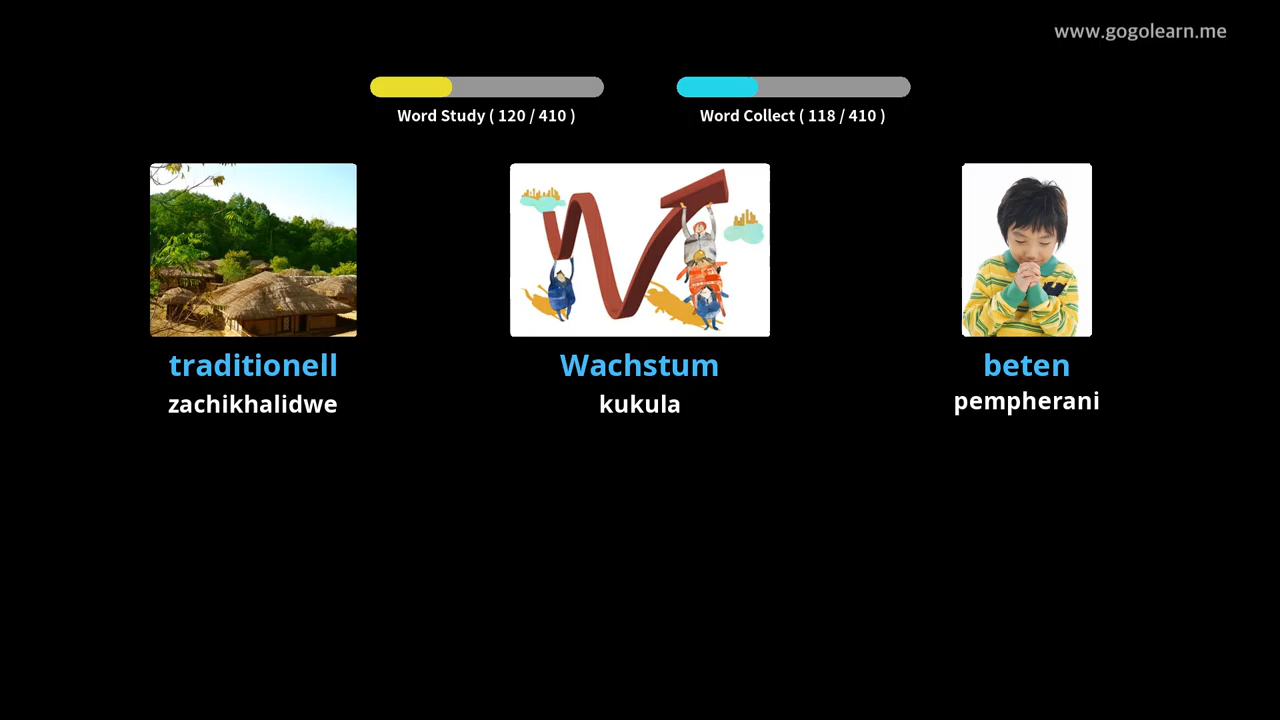 www.gogolearn.me
Word Study ( 120 / 410 )
Word Collect ( 118 / 410 )
traditionell
zachikhalidwe
Wachstum
kukula
beten
pempherani